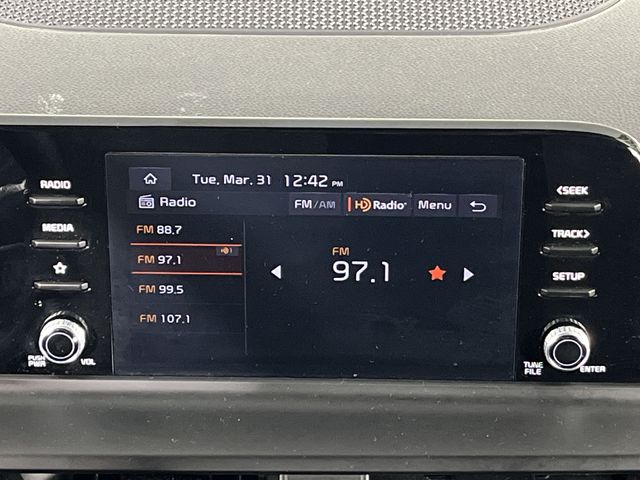 RADIO
MEDIA
PUSH PWR
VOL
Tue, Mar. 31 12:42 PM
Radio FM/AM HD Radio Menu
FM 88.7
HD1
FM 97.1
FM 99.5
FM 107.1
FM
97.1
<SEEK
TRACK>
SETUP
TUNE
FILE
ENTER